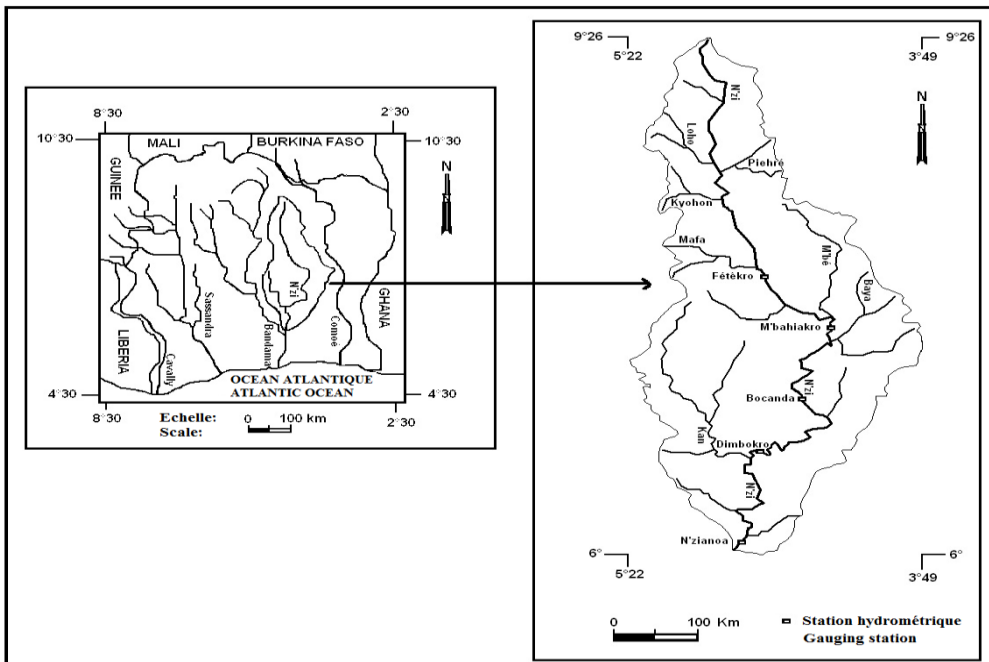 8°30
2°30
10°30
10°30
MALI
BURKINA FASO
GUINEE
N
N'zi
Sassandra
Bandama
Comoé
GHANA
LIBERIA
Cavally
OCEAN ATLANTIQUE
ATLANTIC OCEAN
4°30
4°30
8°30
2°30
Echelle:
Scale:
0 100 km
9°26
9°26
5°22
3°49
N
N'zi
Loho
Piehré
Kyohon
Mafa
M'bé
Fétékro
Baya
M'bahiakro
N'zi
Bocanda
Kan
Dimbokro
N'zi
N'zianoa
6°
6°
5°22
3°49
0 100 Km
Station hydrométrique
Gauging station